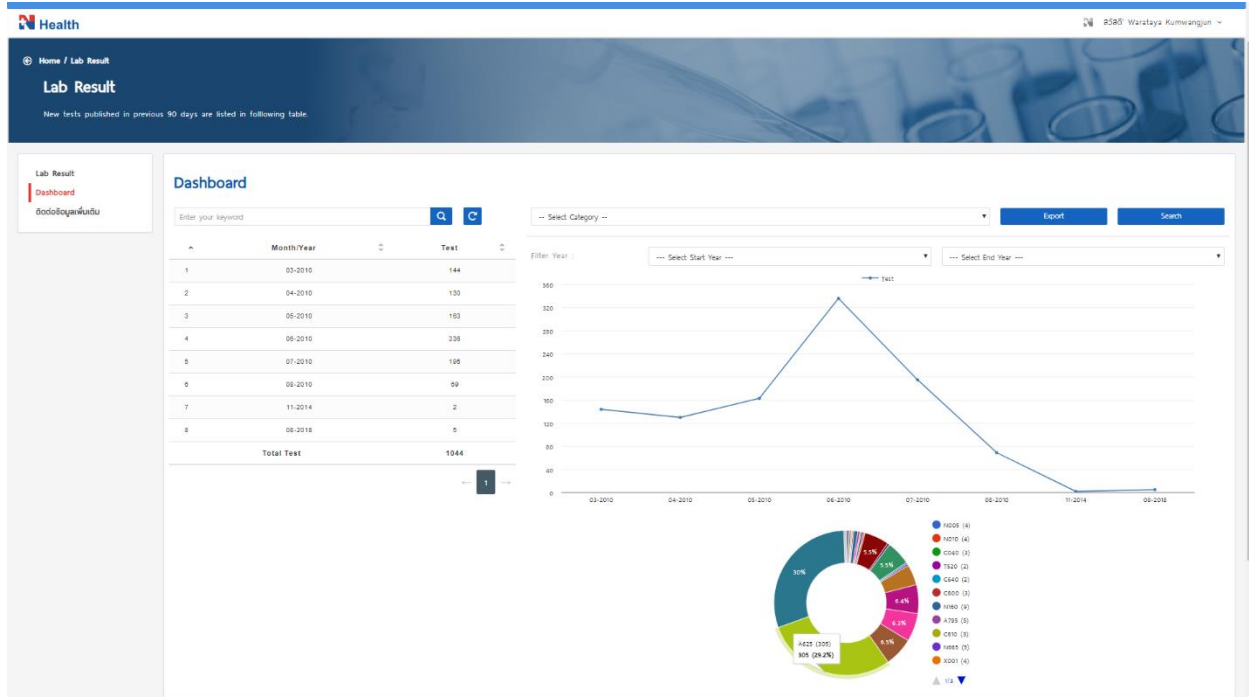 N Health
สวัสดี Warataya Kumwangjun
Home / Lab Result
Lab Result
New tests published in previous 90 days are listed in folllowing table.
Lab Result
Dashboard
ติดต่อข้อมูลเพิ่มเติม
Dashboard
Enter your keyword
-- Select Category --
Export
Search
Month/Year Test
1 03-2010 144
2 04-2010 130
3 05-2010 163
4 06-2010 336
5 07-2010 195
6 08-2010 69
7 11-2014 2
8 08-2018 5
Total Test 1044
1
Filter Year :
--- Select Start Year ---
--- Select End Year ---
Test
360
320
280
240
200
160
120
80
40
0
03-2010 04-2010 05-2010 06-2010 07-2010 08-2010 11-2014 08-2018
30%
5.5%
5.5%
6.4%
6.3%
6.5%
A625 (305)
305 (29.2%)
N005 (4)
N010 (4)
C040 (3)
T520 (2)
C640 (2)
C800 (3)
N160 (9)
A795 (5)
C610 (8)
X001 (4)
1/3